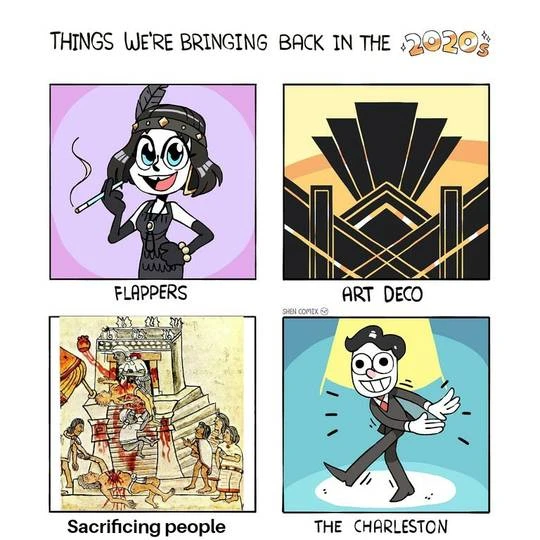 THINGS WE'RE BRINGING BACK IN THE 2020s
FLAPPERS
ART DECO
SHEN COMIX
Sacrificing people
THE CHARLESTON